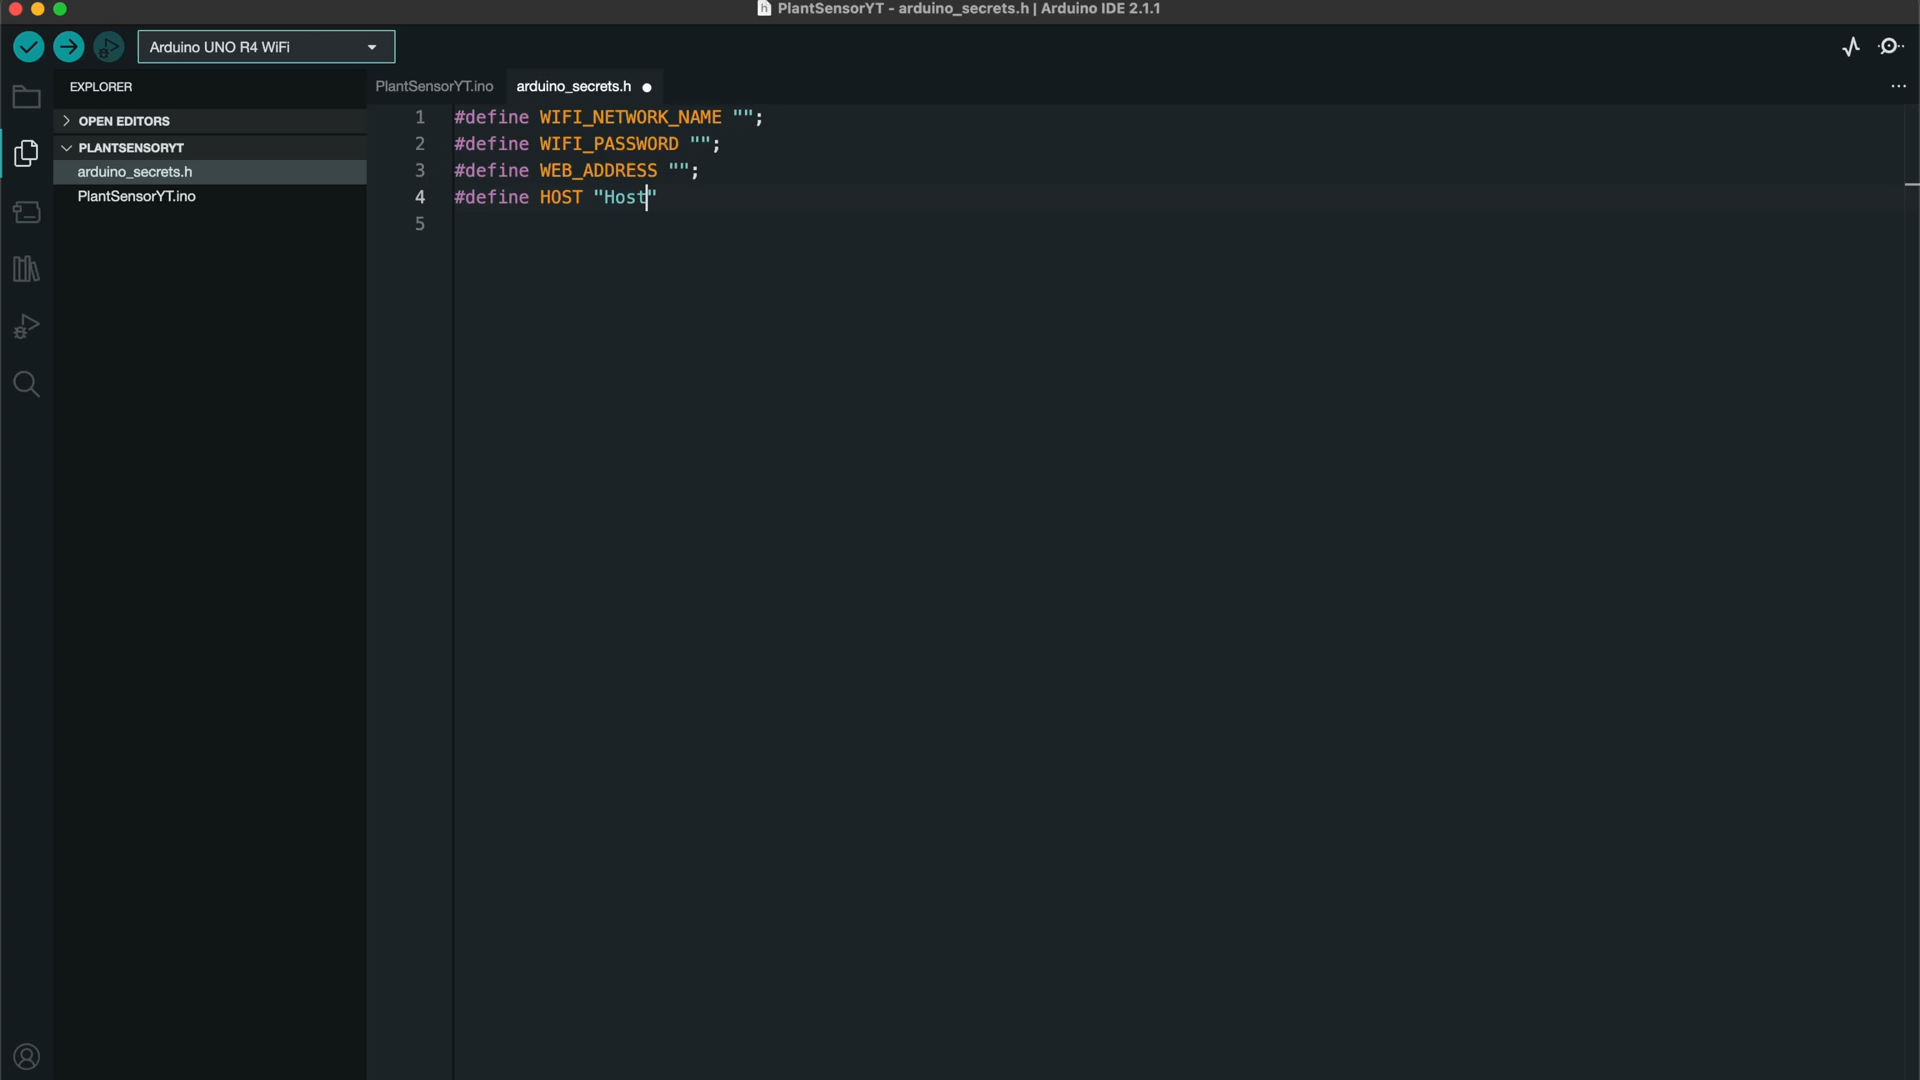 PlantSensorYT - arduino_secrets.h | Arduino IDE 2.1.1
Arduino UNO R4 WiFi
EXPLORER
OPEN EDITORS
PLANTSENSORYT
arduino_secrets.h
PlantSensorYT.ino
PlantSensorYT.ino
arduino_secrets.h
1 #define WIFI_NETWORK_NAME "";
2 #define WIFI_PASSWORD "";
3 #define WEB_ADDRESS "";
4 #define HOST "Host"
5